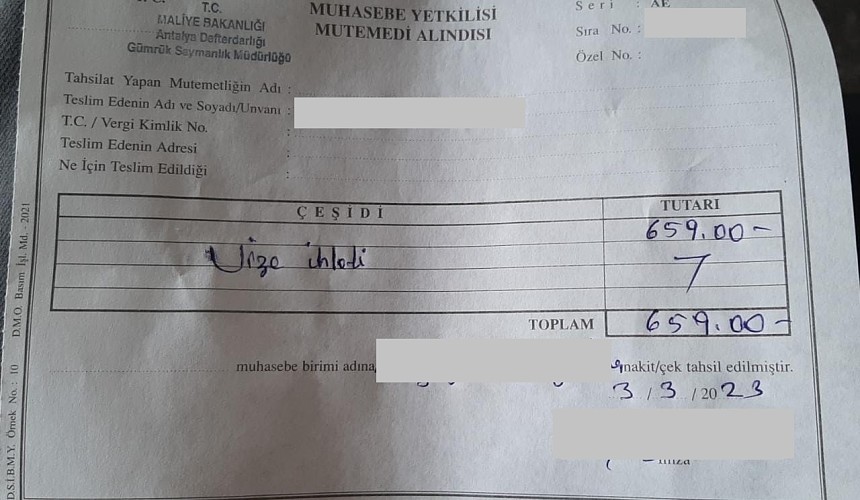 T.C.
MALİYE BAKANLIĞI
Antalya Defterdarlığı
Gümrük Saymanlık Müdürlüğü
MUHASEBE YETKİLİSİ
MUTEMEDİ ALINDISI
Seri : AE
Sıra No. :
Özel No. :
Tahsilat Yapan Mutemetliğin Adı :
Teslim Edenin Adı ve Soyadı/Unvanı :
T.C. / Vergi Kimlik No. :
Teslim Edenin Adresi :
Ne İçin Teslim Edildiği :
ÇEŞİDİ TUTARI
659.00-
Vize ihlali
TOPLAM 659.00-
muhasebe birimi adına, nakit/çek tahsil edilmiştir.
3 / 3 / 2023
İmza
D.S.İ.B.M.Y. Örnek No. : 10 D.M.O. Basım İşl. Md. - 2021